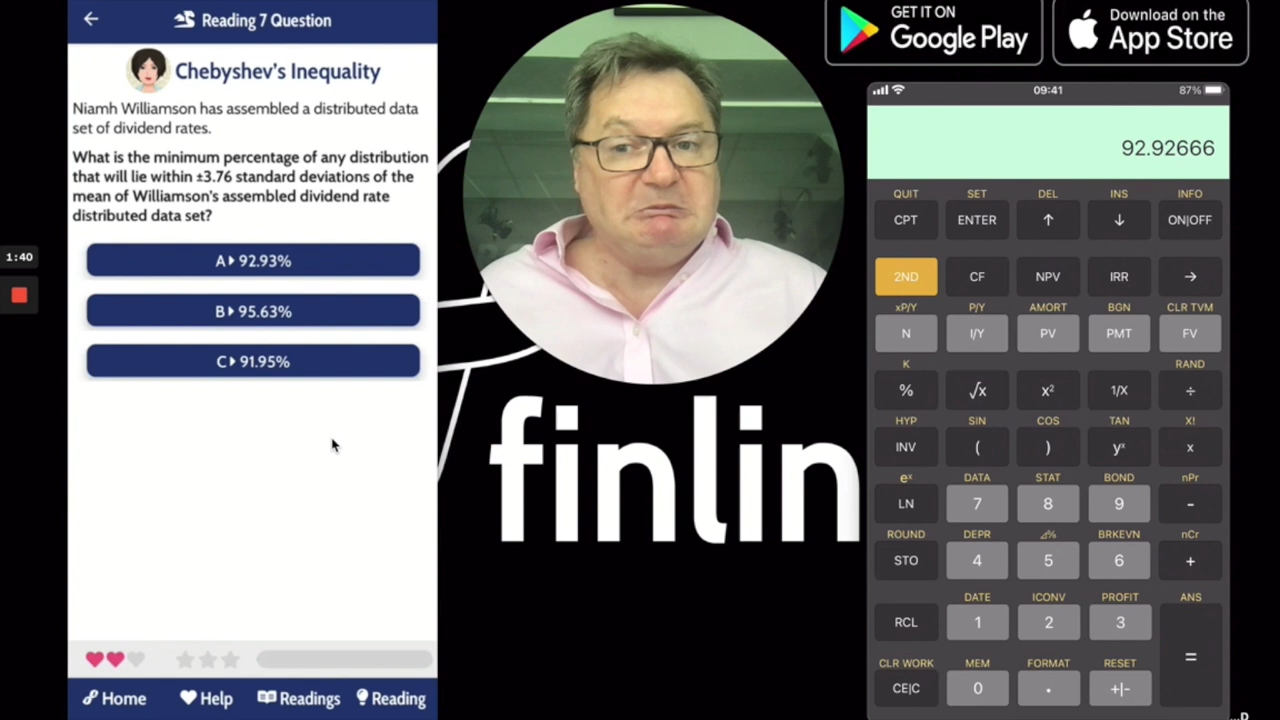 Reading 7 Question
Chebyshev's Inequality
Niamh Williamson has assembled a distributed data
set of dividend rates.
What is the minimum percentage of any distribution
that will lie within ±3.76 standard deviations of the
mean of Williamson's assembled dividend rate
distributed data set?
A 92.93%
B 95.63%
C 91.95%
Home Help Readings Reading
1:40
finlin
GET IT ON
Google Play
Download on the
App Store
09:41 87%
92.92666
QUIT SET DEL INS INFO
CPT ENTER ↑ ↓ ON|OFF
2ND CF NPV IRR →
xP/Y P/Y AMORT BGN CLR TVM
N I/Y PV PMT FV
K RAND
% √x x² 1/X ÷
HYP SIN COS TAN X!
INV ( ) yˣ x
eˣ DATA STAT BOND nPr
LN 7 8 9 -
ROUND DEPR ⊿% BRKEVN nCr
STO 4 5 6 +
DATE ICONV PROFIT ANS
RCL 1 2 3 =
CLR WORK MEM FORMAT RESET
CE|C 0 . +|-